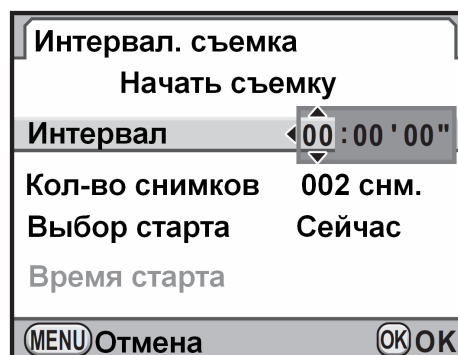 Интервал. съемка
Начать съемку
Интервал 00:00'00"
Кол-во снимков 002 снм.
Выбор старта Сейчас
Время старта
MENU Отмена OK OK